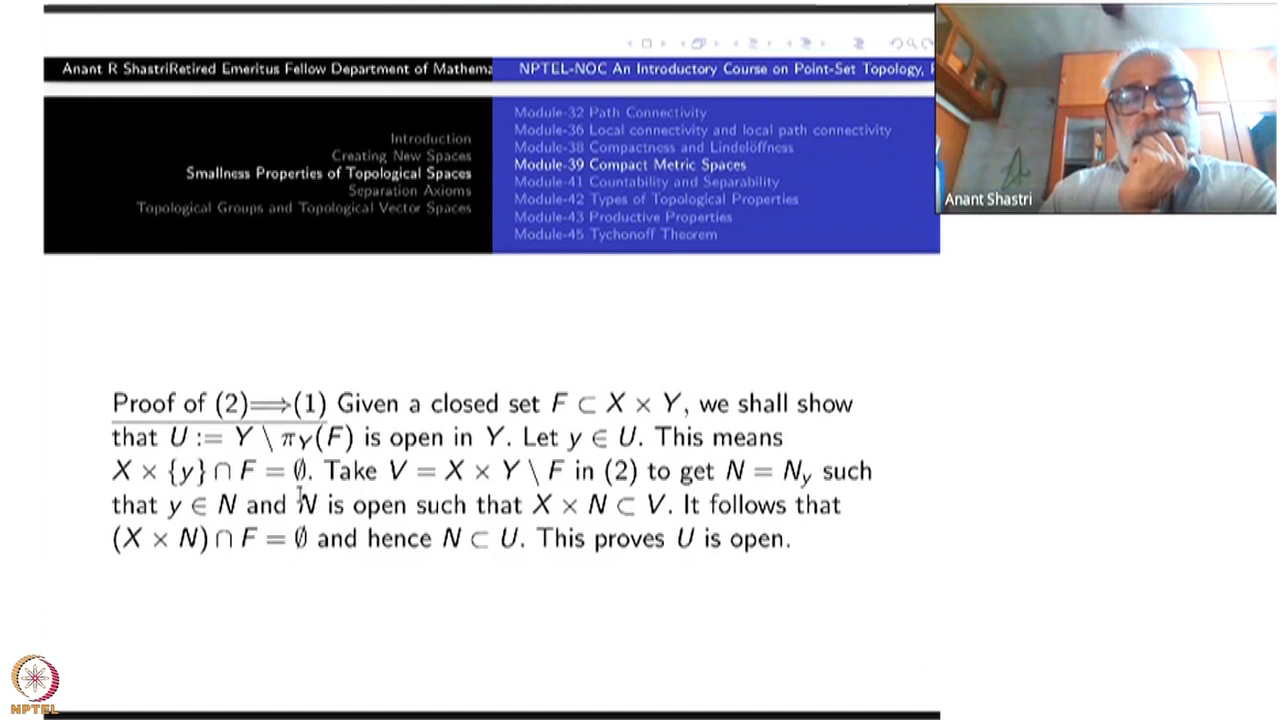 Anant R ShastriRetired Emeritus Fellow Department of Mathema
NPTEL-NOC An Introductory Course on Point-Set Topology,
Introduction
Creating New Spaces
Smallness Properties of Topological Spaces
Separation Axioms
Topological Groups and Topological Vector Spaces
Module-32 Path Connectivity
Module-36 Local connectivity and local path connectivity
Module-38 Compactness and Lindelöffness
Module-39 Compact Metric Spaces
Module-41 Countability and Separability
Module-42 Types of Topological Properties
Module-43 Productive Properties
Module-45 Tychonoff Theorem
Anant Shastri
Proof of (2)⟹(1) Given a closed set F ⊂ X × Y, we shall show
that U := Y \ π_Y(F) is open in Y. Let y ∈ U. This means
X × {y} ∩ F = ∅. Take V = X × Y \ F in (2) to get N = N_y such
that y ∈ N and N is open such that X × N ⊂ V. It follows that
(X × N) ∩ F = ∅ and hence N ⊂ U. This proves U is open.
NPTEL